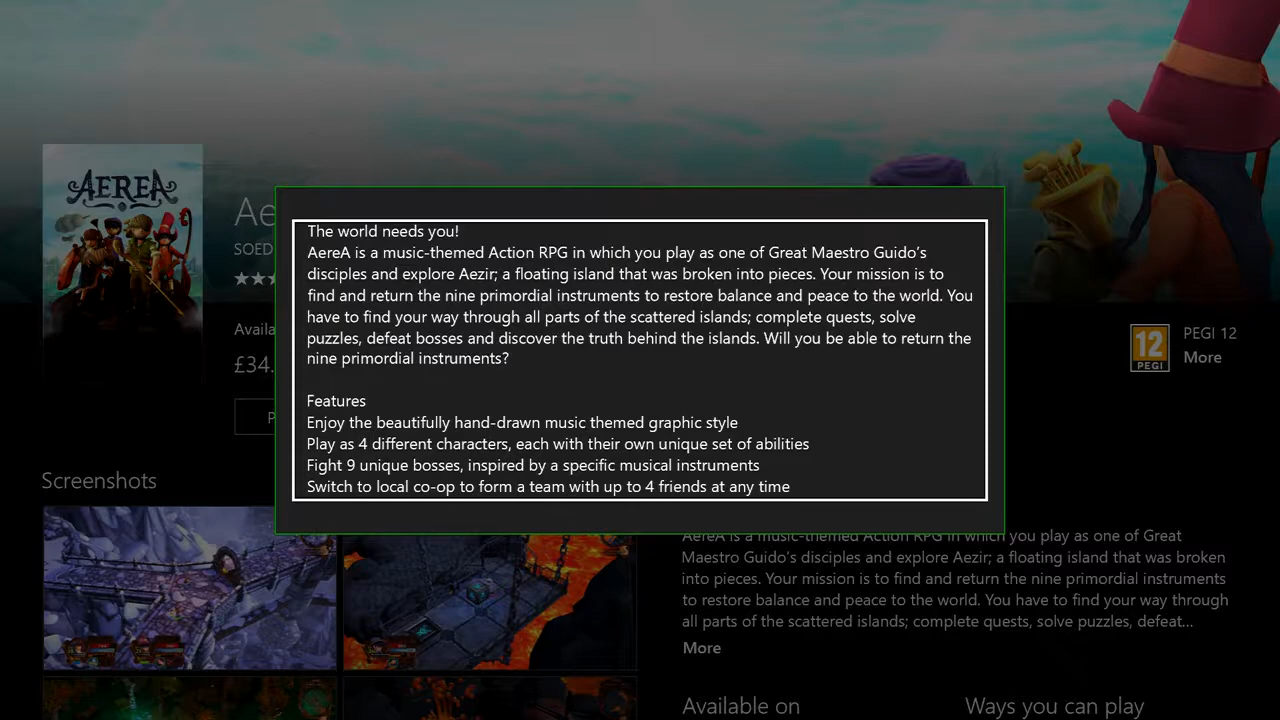 AEREA
Ae
SOED
Availa
£34.
P
PEGI 12
More
12
PEGI
The world needs you!
AereA is a music-themed Action RPG in which you play as one of Great Maestro Guido’s
disciples and explore Aezir; a floating island that was broken into pieces. Your mission is to
find and return the nine primordial instruments to restore balance and peace to the world. You
have to find your way through all parts of the scattered islands; complete quests, solve
puzzles, defeat bosses and discover the truth behind the islands. Will you be able to return the
nine primordial instruments?
Features
Enjoy the beautifully hand-drawn music themed graphic style
Play as 4 different characters, each with their own unique set of abilities
Fight 9 unique bosses, inspired by a specific musical instruments
Switch to local co-op to form a team with up to 4 friends at any time
Screenshots
AereA is a music-themed Action RPG in which you play as one of Great
Maestro Guido’s disciples and explore Aezir; a floating island that was broken
into pieces. Your mission is to find and return the nine primordial instruments
to restore balance and peace to the world. You have to find your way through
all parts of the scattered islands; complete quests, solve puzzles, defeat...
More
Available on
Ways you can play